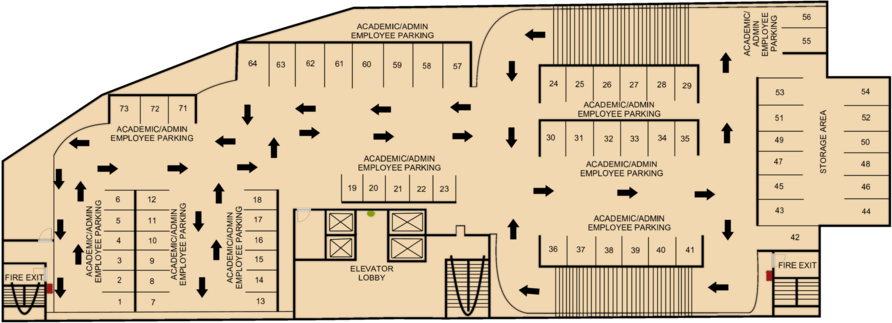 ACADEMIC/ADMIN
EMPLOYEE PARKING
64 63 62 61 60 59 58 57
73 72 71
ACADEMIC/ADMIN
EMPLOYEE PARKING
ACADEMIC/
ADMIN
EMPLOYEE
PARKING
56
55
24 25 26 27 28 29
ACADEMIC/ADMIN
EMPLOYEE PARKING
30 31 32 33 34 35
ACADEMIC/ADMIN
EMPLOYEE PARKING
53
51
49
47
45
43
STORAGE AREA
54
52
50
48
46
44
42
ACADEMIC/ADMIN
EMPLOYEE PARKING
19 20 21 22 23
ACADEMIC/ADMIN
EMPLOYEE PARKING
6
5
4
3
2
1
12
11
10
9
8
7
ACADEMIC/ADMIN
EMPLOYEE PARKING
ACADEMIC/ADMIN
EMPLOYEE PARKING
18
17
16
15
14
13
ACADEMIC/ADMIN
EMPLOYEE PARKING
36 37 38 39 40 41
ELEVATOR
LOBBY
FIRE EXIT
FIRE EXIT